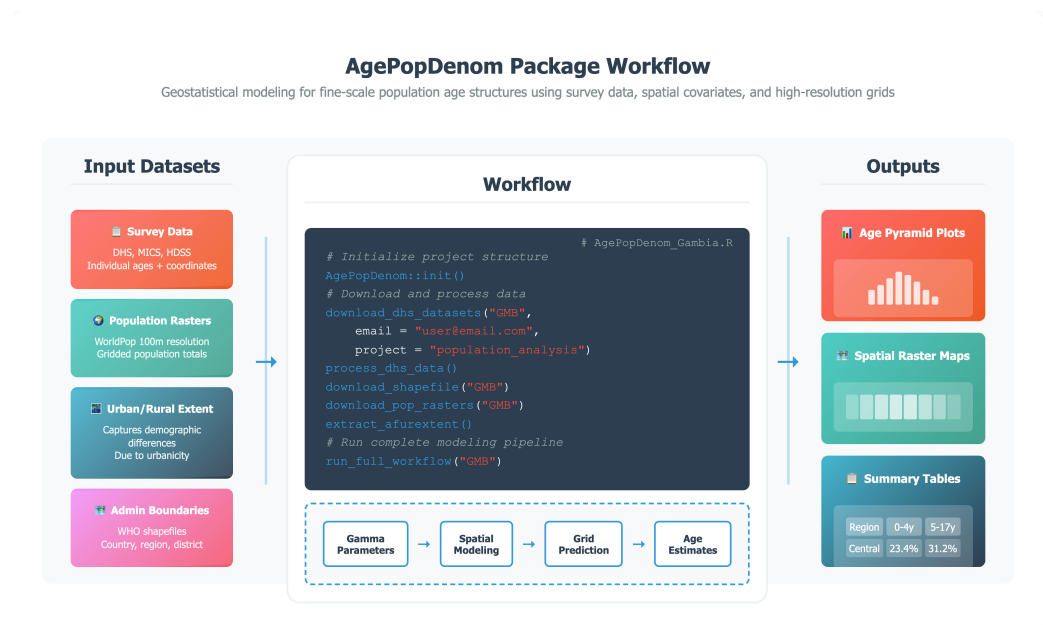 AgePopDenom Package Workflow
Geostatistical modeling for fine-scale population age structures using survey data, spatial covariates, and high-resolution grids
Input Datasets
Survey Data
DHS, MICS, HDSS
Individual ages + coordinates
Population Rasters
WorldPop 100m resolution
Gridded population totals
Urban/Rural Extent
Captures demographic
differences
Due to urbanicity
Admin Boundaries
WHO shapefiles
Country, region, district
Workflow
# AgePopDenom_Gambia.R
# Initialize project structure
AgePopDenom::init()
# Download and process data
download_dhs_datasets("GMB",
email = "user@email.com",
project = "population_analysis")
process_dhs_data()
download_shapefile("GMB")
download_pop_rasters("GMB")
extract_afurextent()
# Run complete modeling pipeline
run_full_workflow("GMB")
Gamma
Parameters
Spatial
Modeling
Grid
Prediction
Age
Estimates
Outputs
Age Pyramid Plots
Spatial Raster Maps
Summary Tables
Region 0-4y 5-17y
Central 23.4% 31.2%